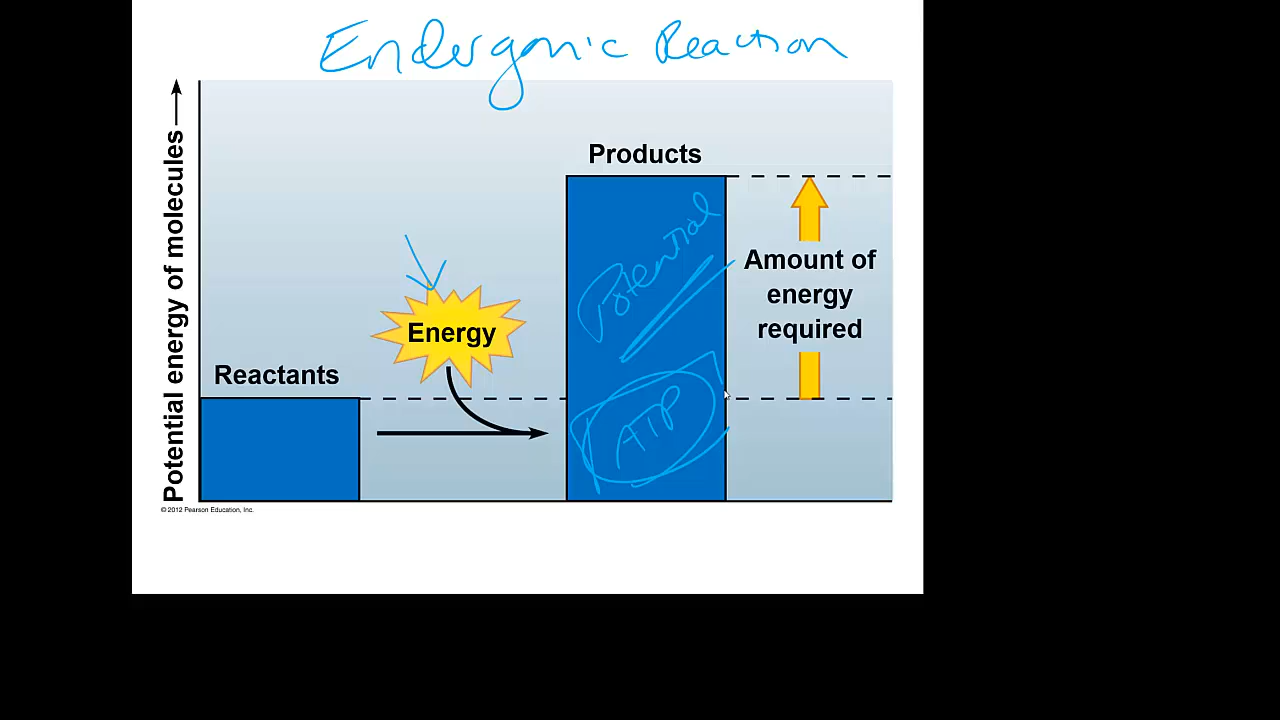 Endergonic Reaction
Potential energy of molecules
Products
Potential
Amount of
energy
required
Energy
Reactants
ATP
© 2012 Pearson Education, Inc.